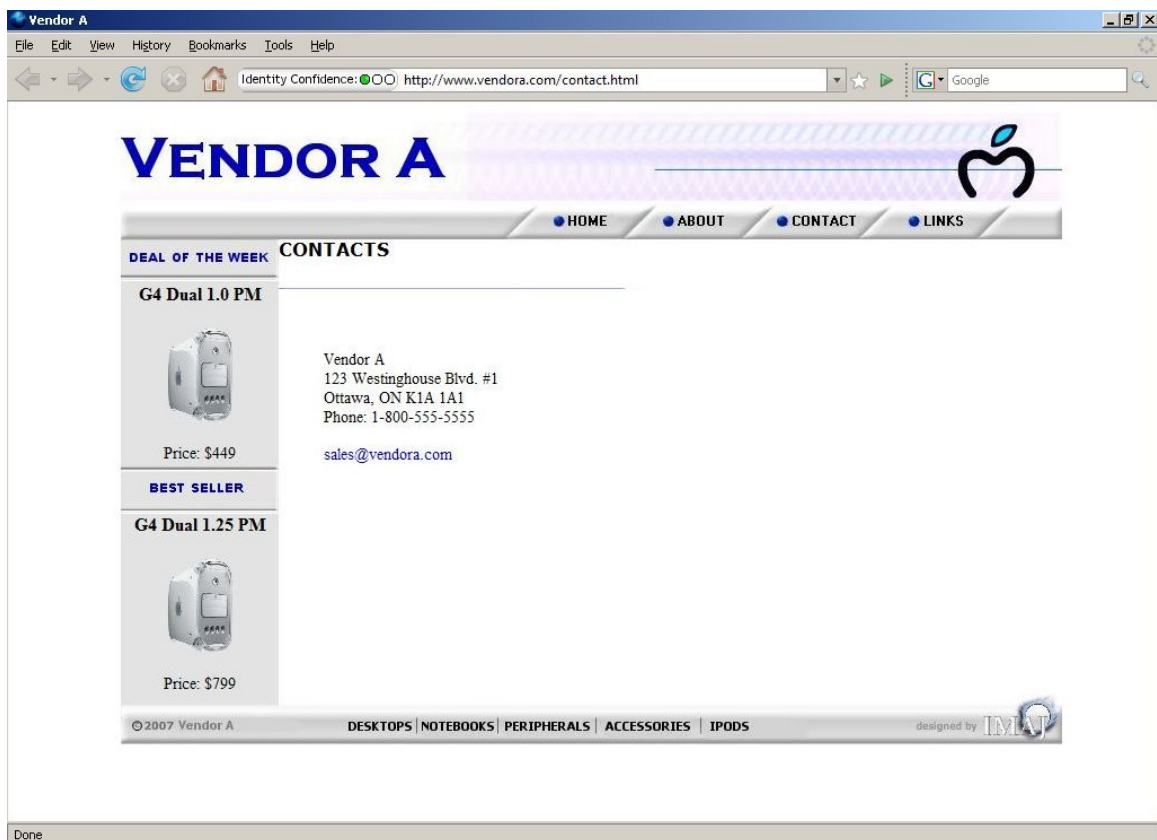 Vendor A
File Edit View History Bookmarks Tools Help
Identity Confidence: http://www.vendora.com/contact.html Google
VENDOR A
HOME ABOUT CONTACT LINKS
DEAL OF THE WEEK
G4 Dual 1.0 PM
Price: $449
BEST SELLER
G4 Dual 1.25 PM
Price: $799
CONTACTS
Vendor A
123 Westinghouse Blvd. #1
Ottawa, ON K1A 1A1
Phone: 1-800-555-5555
sales@vendora.com
©2007 Vendor A DESKTOPS | NOTEBOOKS | PERIPHERALS | ACCESSORIES | IPODS designed by IMAJ
Done